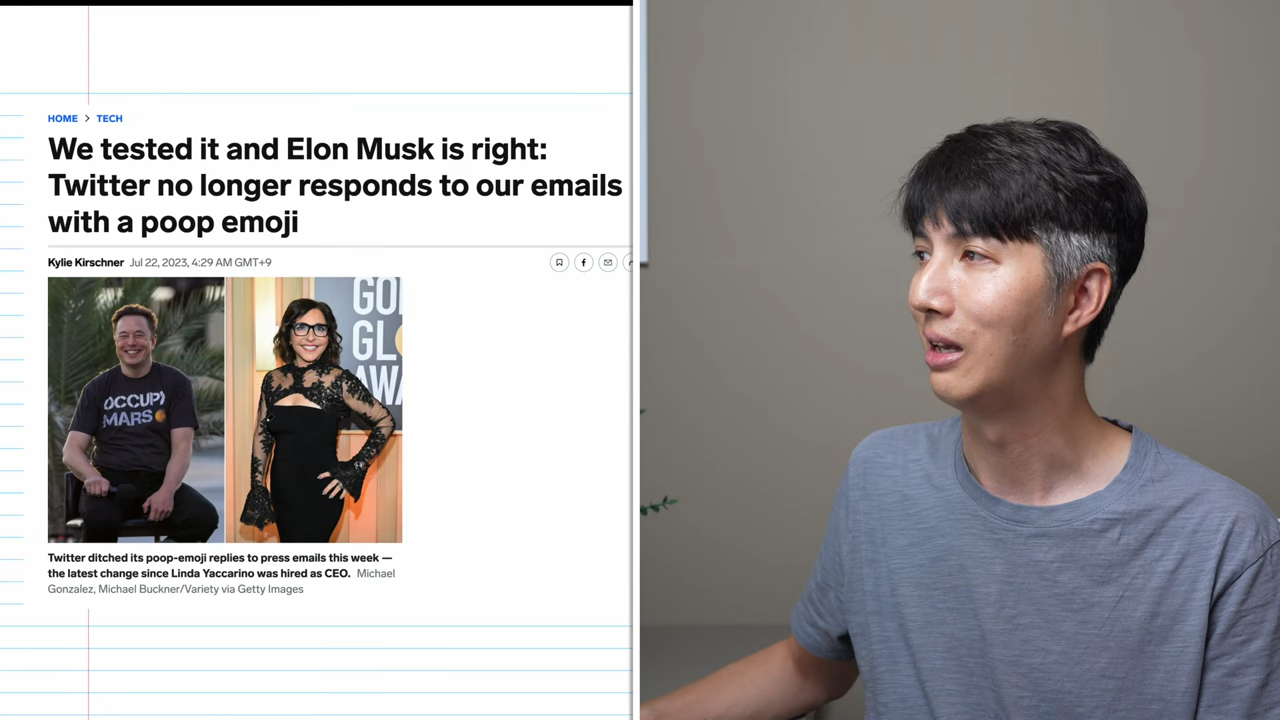 HOME > TECH
We tested it and Elon Musk is right:
Twitter no longer responds to our emails
with a poop emoji
Kylie Kirschner Jul 22, 2023, 4:29 AM GMT+9
OCCUPY
MARS
GO
GL
AWA
Twitter ditched its poop-emoji replies to press emails this week —
the latest change since Linda Yaccarino was hired as CEO. Michael
Gonzalez, Michael Buckner/Variety via Getty Images